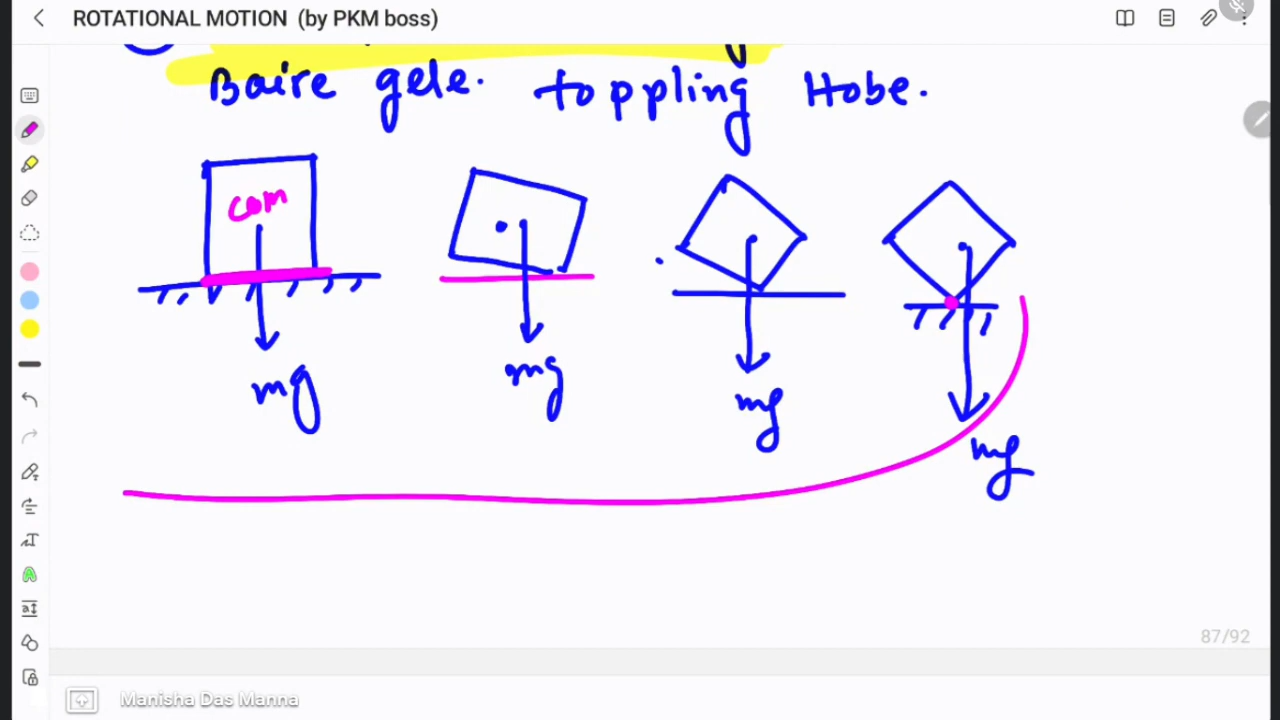 ROTATIONAL MOTION (by PKM boss)
Baire gele. toppling Hobe.
com
mg
mg
mg
mg
87/92
Manisha Das Manna